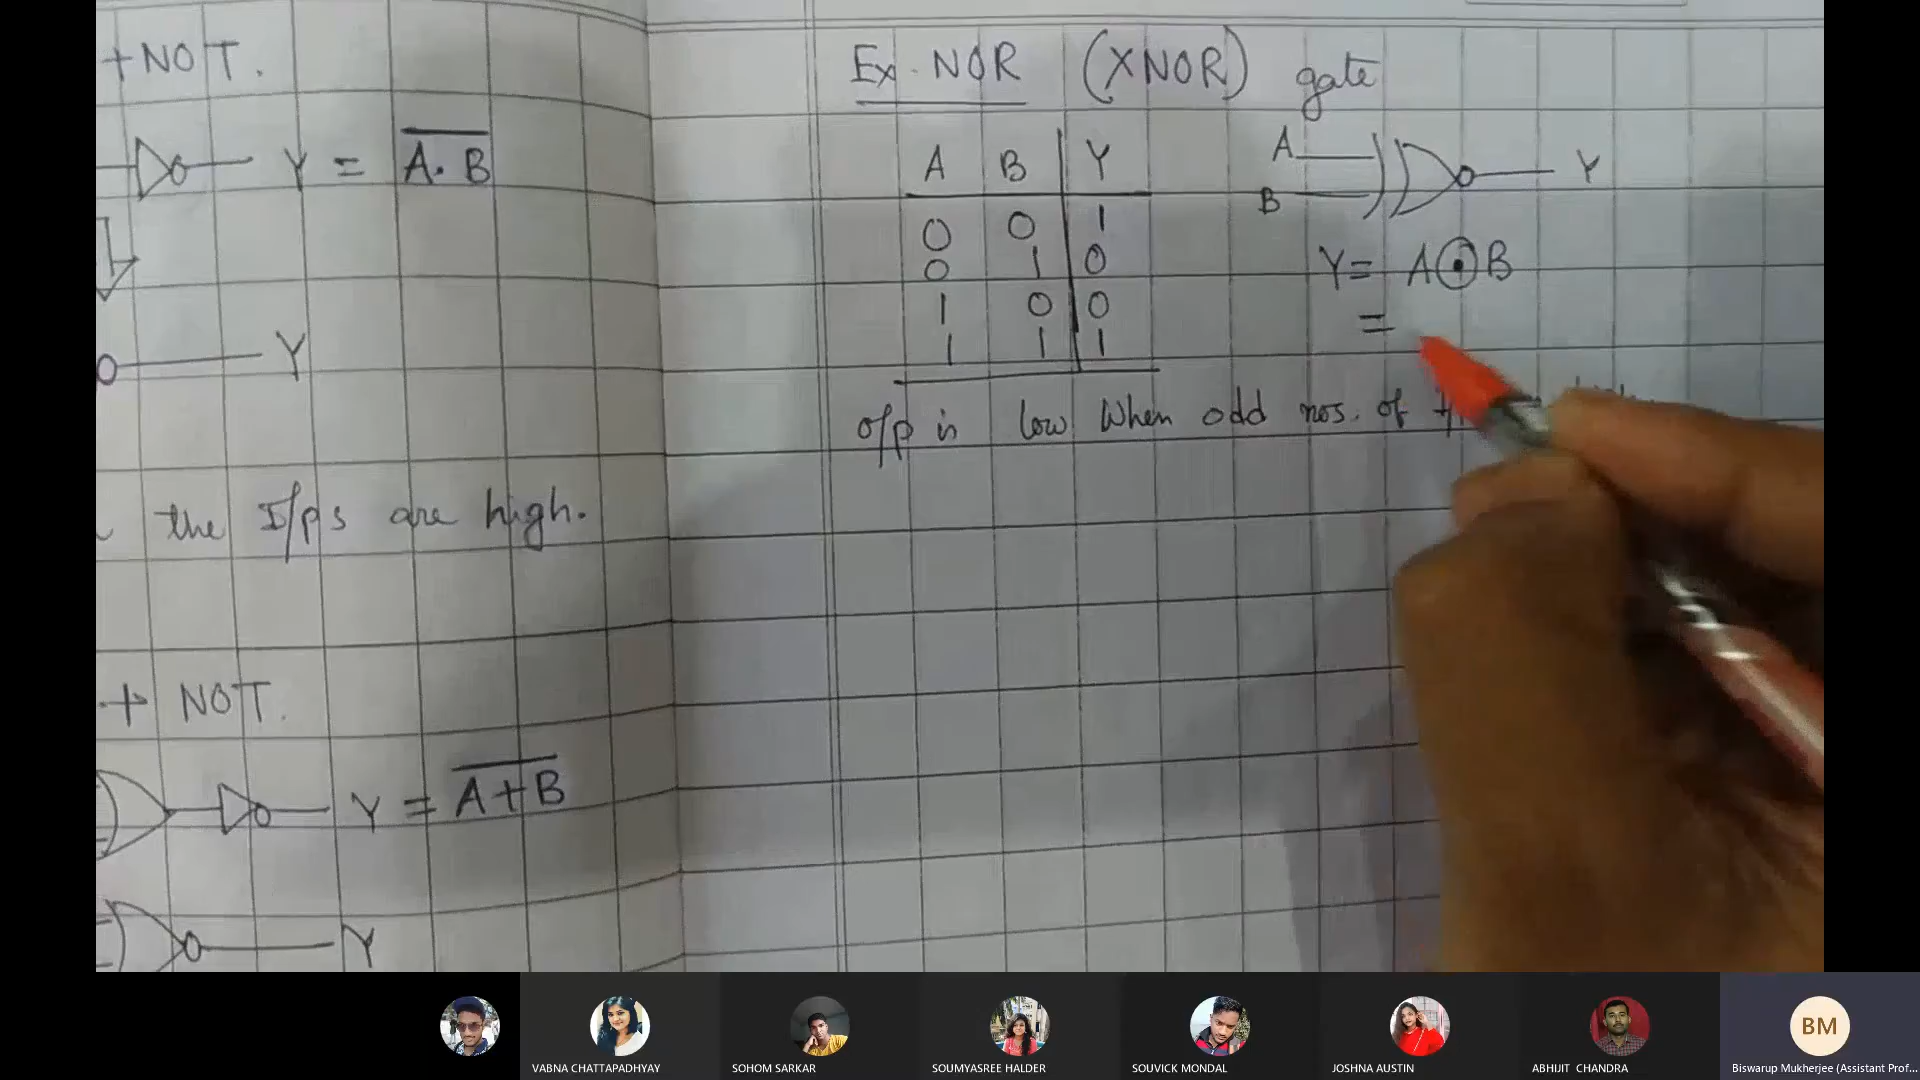 + NOT.
Y = A.B
Y
the I/ps are high.
+ NOT.
Y = A+B
Y
Ex-NOR (XNOR) gate
A B Y
0 0 1
0 1 0
1 0 0
1 1 1
A
B
Y
Y = A⊙B
=
o/p is low When odd nos. of
VABNA CHATTAPADHYAY
SOHOM SARKAR
SOUMYASREE HALDER
SOUVICK MONDAL
JOSHNA AUSTIN
ABHIJIT CHANDRA
BM
Biswarup Mukherjee (Assistant Prof...